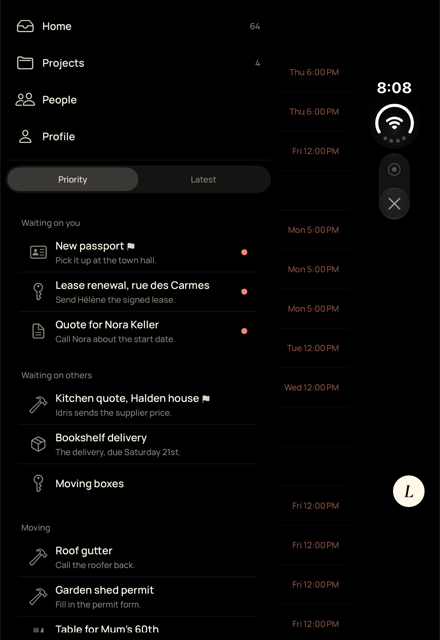 Home
64
Projects
4
People
Profile
Priority
Latest
Waiting on you
New passport
Pick it up at the town hall.
Lease renewal, rue des Carmes
Send Hélène the signed lease.
Quote for Nora Keller
Call Nora about the start date.
Waiting on others
Kitchen quote, Halden house
Idris sends the supplier price.
Bookshelf delivery
The delivery, due Saturday 21st.
Moving boxes
Moving
Roof gutter
Call the roofer back.
Garden shed permit
Fill in the permit form.
Table for Mum's 60th
Thu 6:00 PM
Thu 6:00 PM
Fri 12:00 PM
Mon 5:00 PM
Mon 5:00 PM
Mon 5:00 PM
Tue 12:00 PM
Wed 12:00 PM
Fri 12:00 PM
Fri 12:00 PM
Fri 12:00 PM
Fri 12:00 PM
8:08
L